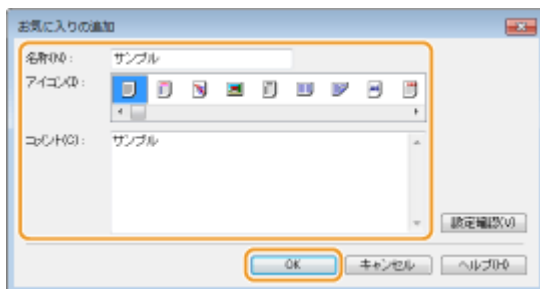 お気に入りの追加
名称(N): サンプル
アイコン(I):
コメント(C): サンプル
設定確認(V)
OK キャンセル ヘルプ(H)